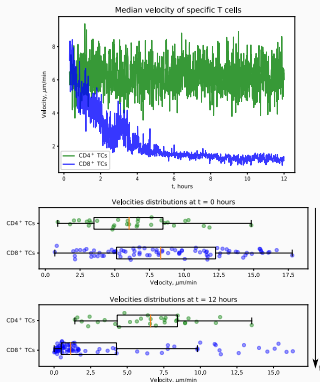 Median velocity of specific T cells
Velocity, µm/min
8
6
4
2
CD4⁺ TCs
CD8⁺ TCs
0 2 4 6 8 10 12
t, hours
Velocities distributions at t = 0 hours
CD4⁺ TCs
CD8⁺ TCs
0.0 2.5 5.0 7.5 10.0 12.5 15.0 17.5
Velocity, µm/min
Velocities distributions at t = 12 hours
CD4⁺ TCs
CD8⁺ TCs
0.0 2.5 5.0 7.5 10.0 12.5 15.0 17.5
Velocity, µm/min